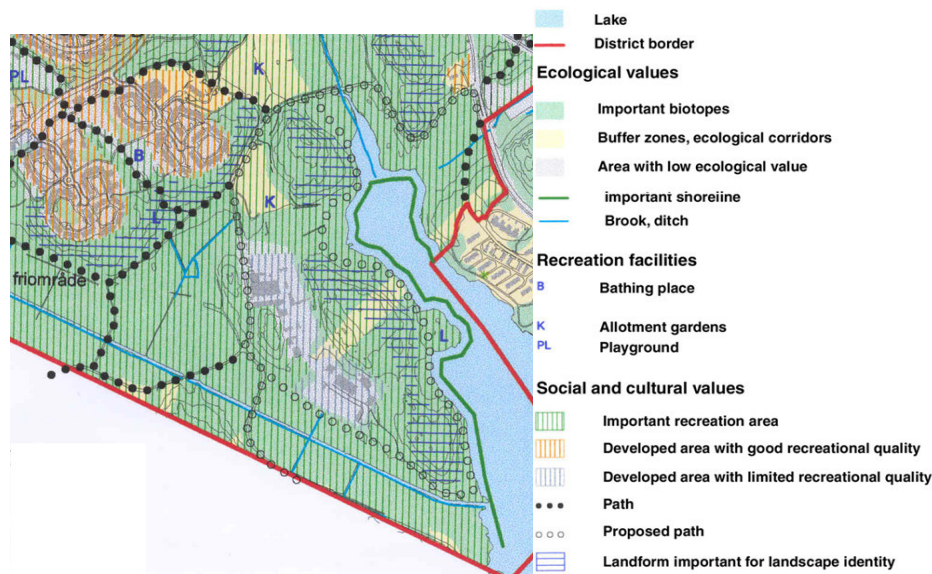 Lake
District border
Ecological values
Important biotopes
Buffer zones, ecological corridors
Area with low ecological value
important shoreline
Brook, ditch
Recreation facilities
B Bathing place
K Allotment gardens
PL Playground
Social and cultural values
Important recreation area
Developed area with good recreational quality
Developed area with limited recreational quality
Path
Proposed path
Landform important for landscape identity
K
PL
B
K
L
friområde
L